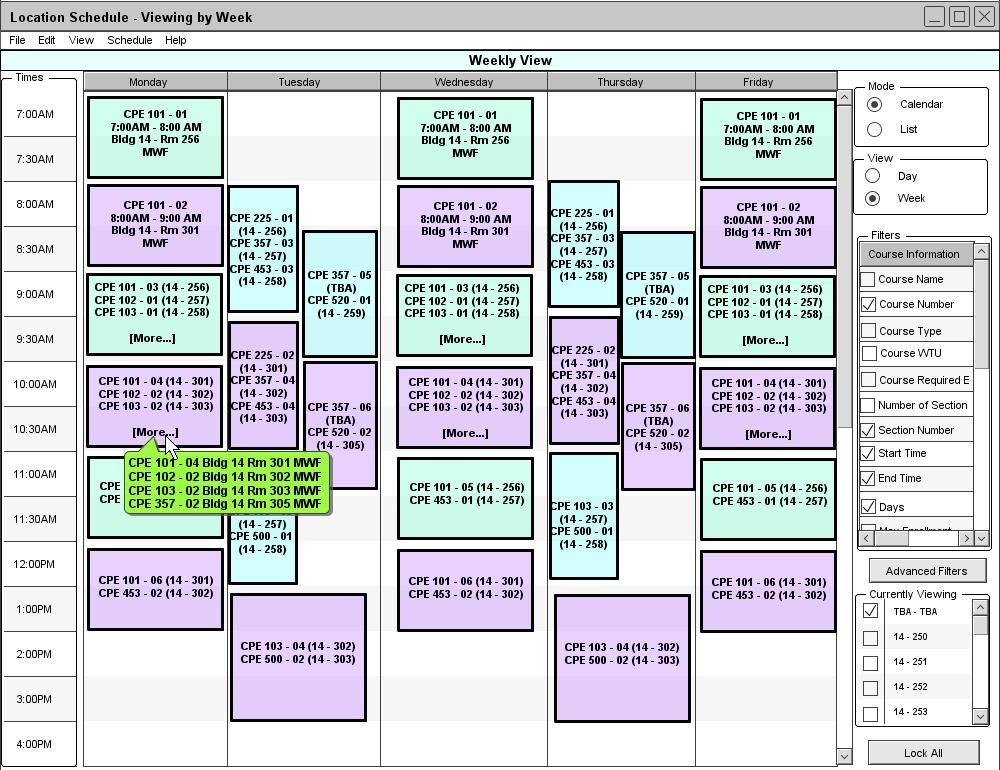 Location Schedule - Viewing by Week
File Edit View Schedule Help
Weekly View
Times
7:00AM
7:30AM
8:00AM
8:30AM
9:00AM
9:30AM
10:00AM
10:30AM
11:00AM
11:30AM
12:00PM
1:00PM
2:00PM
3:00PM
4:00PM
Monday
CPE 101 - 01
7:00AM - 8:00 AM
Bldg 14 - Rm 256
MWF
CPE 101 - 02
8:00AM - 9:00 AM
Bldg 14 - Rm 301
MWF
CPE 101 - 03 (14 - 256)
CPE 102 - 01 (14 - 257)
CPE 103 - 01 (14 - 258)
[More...]
CPE 101 - 04 (14 - 301)
CPE 102 - 02 (14 - 302)
CPE 103 - 02 (14 - 303)
[More...]
CPE 101 - 04 Bldg 14 Rm 301 MWF
CPE 102 - 02 Bldg 14 Rm 302 MWF
CPE 103 - 02 Bldg 14 Rm 303 MWF
CPE 357 - 02 Bldg 14 Rm 305 MWF
CPE
CPE
CPE 101 - 06 (14 - 301)
CPE 453 - 02 (14 - 302)
Tuesday
CPE 225 - 01
(14 - 256)
CPE 357 - 03
(14 - 257)
CPE 453 - 03
(14 - 258)
CPE 357 - 05
(TBA)
CPE 520 - 01
(14 - 259)
CPE 225 - 02
(14 - 301)
CPE 357 - 04
(14 - 302)
CPE 453 - 04
(14 - 303)
CPE 357 - 06
(TBA)
CPE 520 - 02
(14 - 305)
(14 - 257)
CPE 500 - 01
(14 - 258)
CPE 103 - 04 (14 - 302)
CPE 500 - 02 (14 - 303)
Wednesday
CPE 101 - 01
7:00AM - 8:00 AM
Bldg 14 - Rm 256
MWF
CPE 101 - 02
8:00AM - 9:00 AM
Bldg 14 - Rm 301
MWF
CPE 101 - 03 (14 - 256)
CPE 102 - 01 (14 - 257)
CPE 103 - 01 (14 - 258)
[More...]
CPE 101 - 04 (14 - 301)
CPE 102 - 02 (14 - 302)
CPE 103 - 02 (14 - 303)
[More...]
CPE 101 - 05 (14 - 256)
CPE 453 - 01 (14 - 257)
CPE 101 - 06 (14 - 301)
CPE 453 - 02 (14 - 302)
Thursday
CPE 225 - 01
(14 - 256)
CPE 357 - 03
(14 - 257)
CPE 453 - 03
(14 - 258)
CPE 357 - 05
(TBA)
CPE 520 - 01
(14 - 259)
CPE 225 - 02
(14 - 301)
CPE 357 - 04
(14 - 302)
CPE 453 - 04
(14 - 303)
CPE 357 - 06
(TBA)
CPE 520 - 02
(14 - 305)
CPE 103 - 03
(14 - 257)
CPE 500 - 01
(14 - 258)
CPE 103 - 04 (14 - 302)
CPE 500 - 02 (14 - 303)
Friday
CPE 101 - 01
7:00AM - 8:00 AM
Bldg 14 - Rm 256
MWF
CPE 101 - 02
8:00AM - 9:00 AM
Bldg 14 - Rm 301
MWF
CPE 101 - 03 (14 - 256)
CPE 102 - 01 (14 - 257)
CPE 103 - 01 (14 - 258)
[More...]
CPE 101 - 04 (14 - 301)
CPE 102 - 02 (14 - 302)
CPE 103 - 02 (14 - 303)
[More...]
CPE 101 - 05 (14 - 256)
CPE 453 - 01 (14 - 257)
CPE 101 - 06 (14 - 301)
CPE 453 - 02 (14 - 302)
Mode
Calendar
List
View
Day
Week
Filters
Course Information
Course Name
Course Number
Course Type
Course WTU
Course Required E
Number of Section
Section Number
Start Time
End Time
Days
Max Enrollment
Advanced Filters
Currently Viewing
TBA - TBA
14 - 250
14 - 251
14 - 252
14 - 253
Lock All